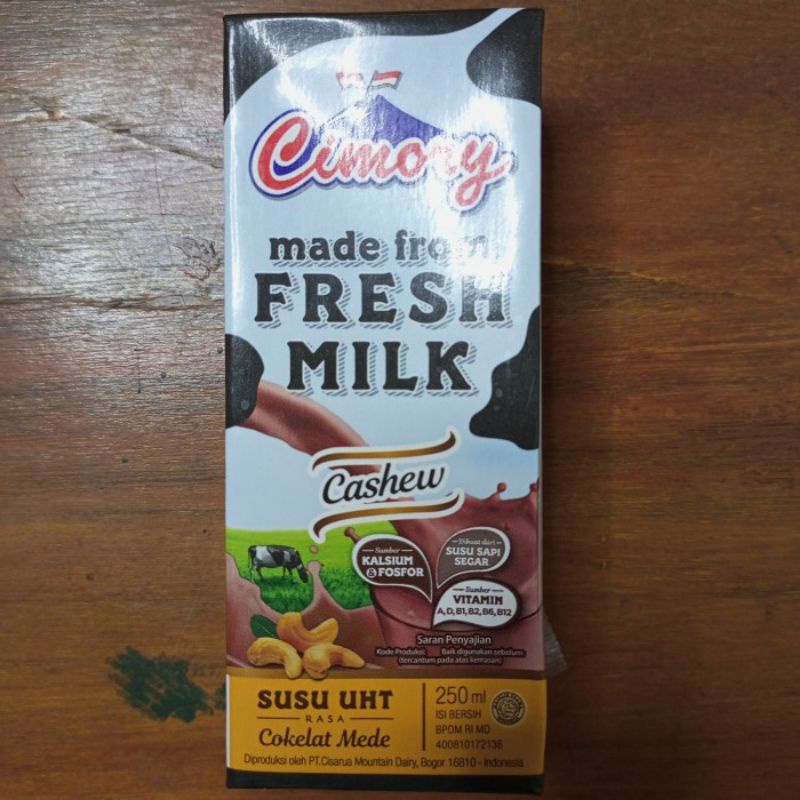 Cimory
made from
FRESH
MILK
Cashew
Sumber
KALSIUM
& FOSFOR
Dibuat dari
SUSU SAPI
SEGAR
Sumber
VITAMIN
A, D, B1, B2, B6, B12
Saran Penyajian
Kode Produksi: Baik digunakan sebelum:
(tercantum pada atas kemasan)
SUSU UHT
RASA
Cokelat Mede
250 ml
ISI BERSIH
BPOM RI MD
400810172136
Diproduksi oleh PT.Cisarua Mountain Dairy, Bogor 16810 - Indonesia